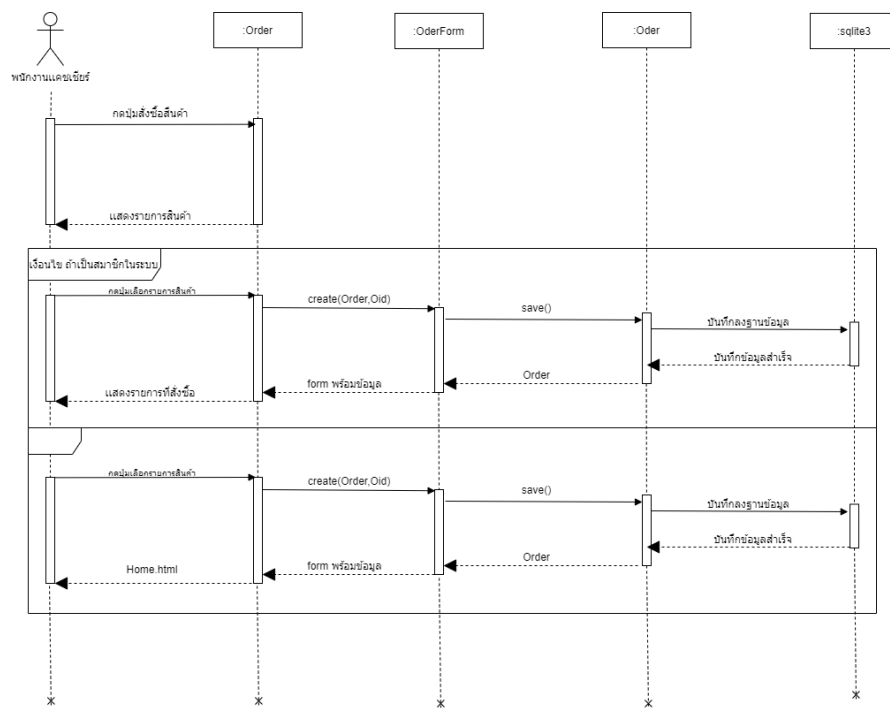 :Order
:OderForm
:Oder
:sqlite3
พนักงานแคชเชียร์
กดปุ่มสั่งซื้อสินค้า
แสดงรายการสินค้า
เงื่อนไข ถ้าเป็นสมาชิกในระบบ
กดปุ่มเลือกรายการสินค้า
create(Order,Oid)
save()
บันทึกลงฐานข้อมูล
บันทึกข้อมูลสำเร็จ
Order
form พร้อมข้อมูล
แสดงรายการที่สั่งซื้อ
กดปุ่มเลือกรายการสินค้า
create(Order,Oid)
save()
บันทึกลงฐานข้อมูล
บันทึกข้อมูลสำเร็จ
Order
form พร้อมข้อมูล
Home.html